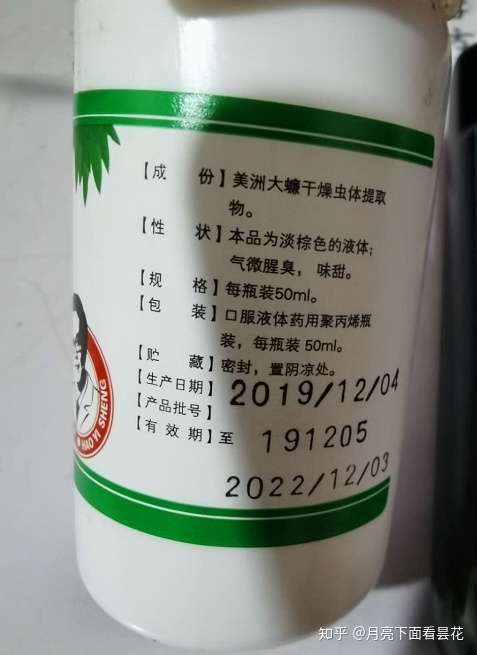 【成 份】美洲大蠊干燥虫体提取
物。
【性 状】本品为淡棕色的液体;
气微腥臭, 味甜。
【规 格】每瓶装50ml。
【包 装】口服液体药用聚丙烯瓶
装, 每瓶装 50ml。
【贮 藏】密封, 置阴凉处。
【生产日期】2019/12/04
【产品批号】191205
【有 效 期】至 2022/12/03
HAO YI SHENG
知乎 @月亮下面看昙花